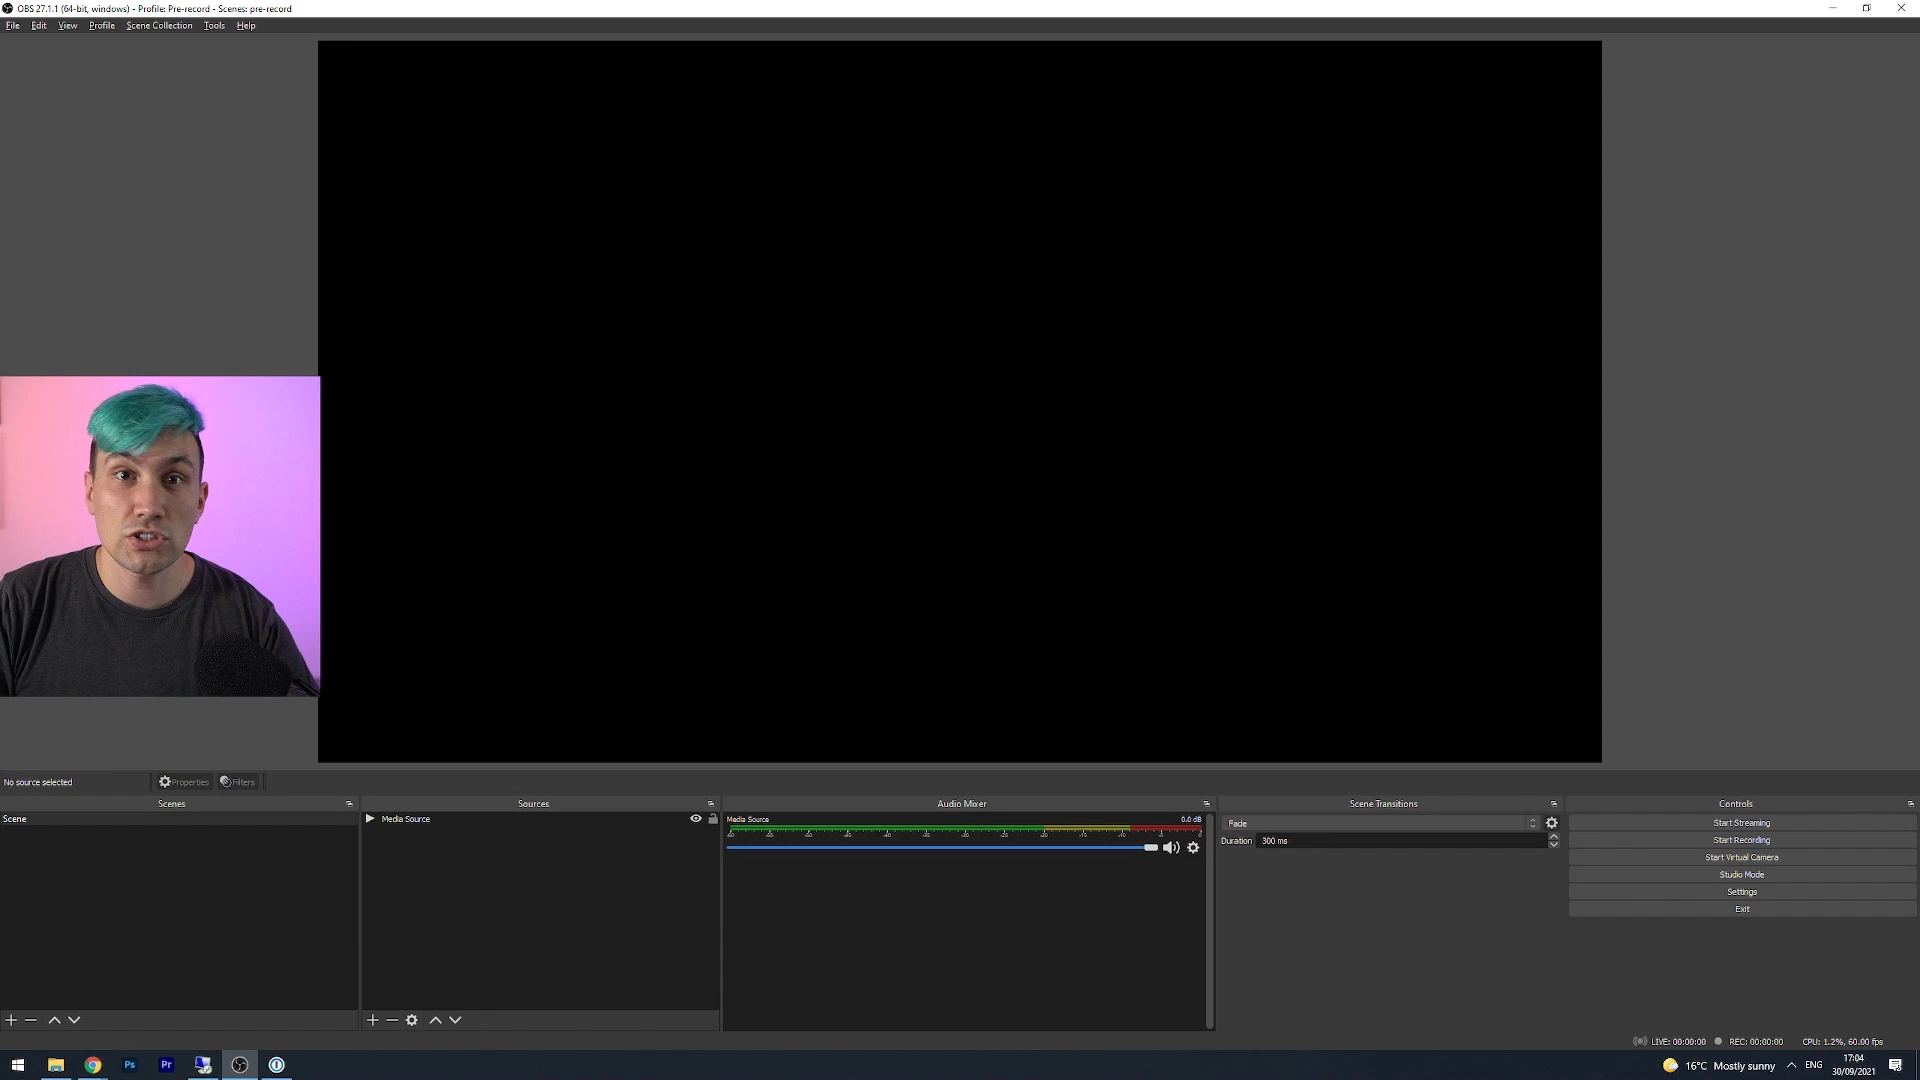 OBS 27.1.1 (64-bit, windows) - Profile: Pre-record - Scenes: pre-record
File Edit View Profile Scene Collection Tools Help
No source selected Properties Filters
Scenes Sources Audio Mixer Scene Transitions Controls
Scene
Media Source
Media Source 0.0 dB
Fade
Duration 300 ms
Start Streaming
Start Recording
Start Virtual Camera
Studio Mode
Settings
Exit
LIVE: 00:00:00 REC: 00:00:00 CPU: 1.2%, 60.00 fps
Ps Pr
16°C Mostly sunny ENG 17:04
30/09/2021